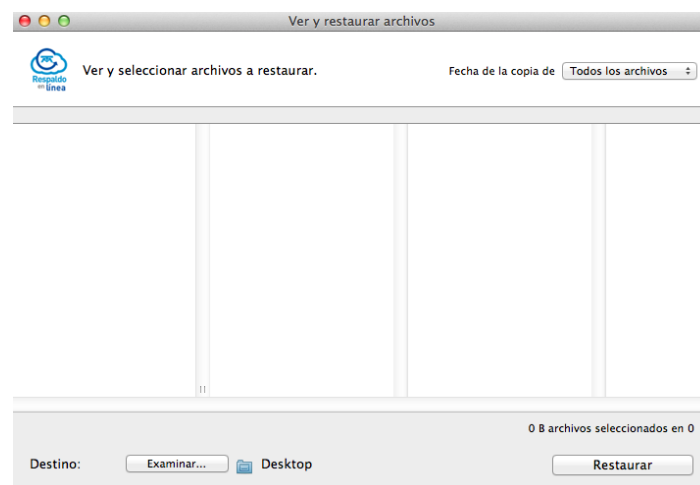 Ver y restaurar archivos
Respaldo
en línea
Ver y seleccionar archivos a restaurar.
Fecha de la copia de Todos los archivos
0 B archivos seleccionados en 0
Destino: Examinar... Desktop Restaurar